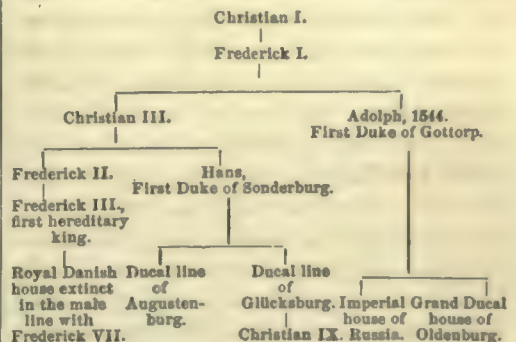 Christian I.
Frederick I.
Christian III.
Adolph, 1544.
First Duke of Gottorp.
Frederick II.
Hans,
First Duke of Sonderburg.
Frederick III.,
first hereditary
king.
Royal Danish
house extinct
in the male
line with
Frederick VII.
Ducal line
of
Augusten-
burg.
Ducal line
of
Glücksburg.
Christian IX.
Imperial
house of
Russia.
Grand Ducal
house of
Oldenburg.